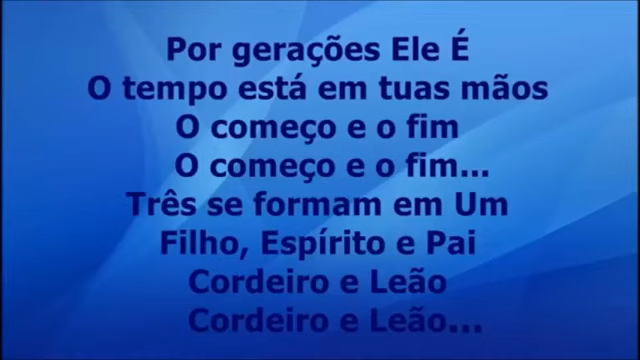 Por gerações Ele É
O tempo está em tuas mãos
O começo e o fim
O começo e o fim...
Três se formam em Um
Filho, Espírito e Pai
Cordeiro e Leão
Cordeiro e Leão...